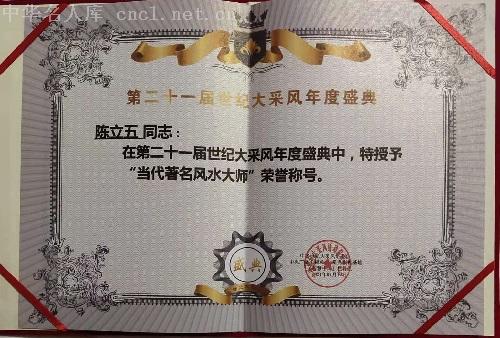 中华名人库 cnc1.net.cn
第二十一届世纪大采风年度盛典
陈立五 同志：
在第二十一届世纪大采风年度盛典中，特授予
“当代著名风水大师”荣誉称号。
盛典